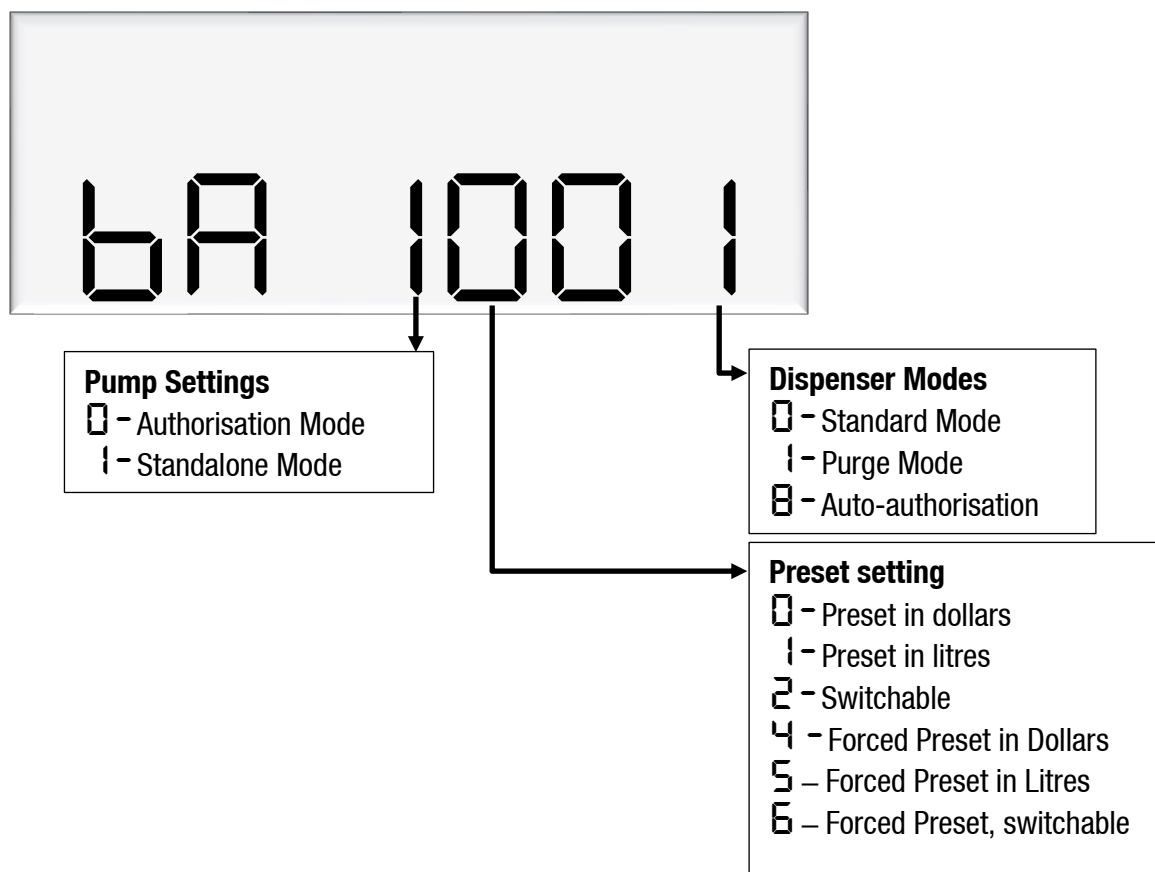 bA 1001
Pump Settings
0 - Authorisation Mode
1 - Standalone Mode
Dispenser Modes
0 - Standard Mode
1 - Purge Mode
8 - Auto-authorisation
Preset setting
0 - Preset in dollars
1 - Preset in litres
2 - Switchable
4 - Forced Preset in Dollars
5 – Forced Preset in Litres
6 – Forced Preset, switchable